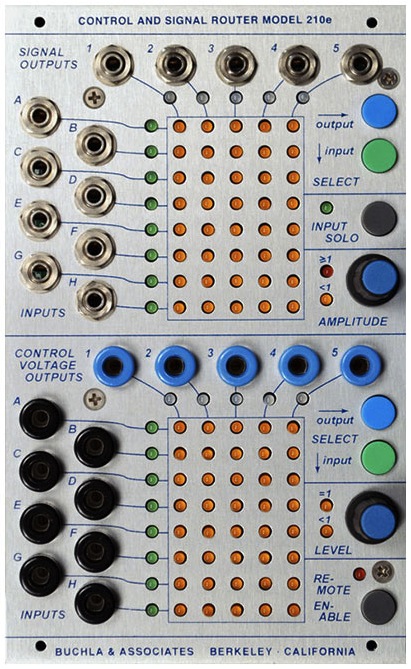 CONTROL AND SIGNAL ROUTER MODEL 210e
SIGNAL
OUTPUTS
1 2 3 4 5
A
B
C
D
E
F
G
H
INPUTS
output
input
SELECT
INPUT
SOLO
≥1
<1
AMPLITUDE
CONTROL
VOLTAGE
OUTPUTS
1 2 3 4 5
A
B
C
D
E
F
G
H
INPUTS
output
SELECT
input
=1
<1
LEVEL
RE-
MOTE
EN-
ABLE
BUCHLA & ASSOCIATES BERKELEY · CALIFORNIA